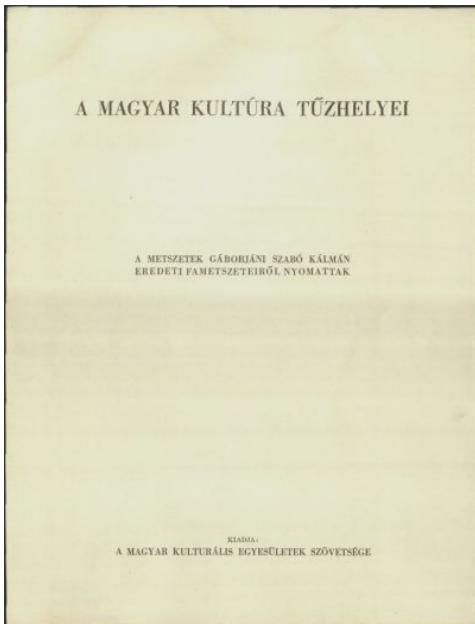 A MAGYAR KULTÚRA TŰZHELYEI
A METSZETEK GÁBORJÁNI SZABÓ KÁLMÁN
EREDETI FAMETSZETEIRŐL NYOMATTAK
KIADJA:
A MAGYAR KULTURÁLIS EGYESÜLETEK SZÖVETSÉGE